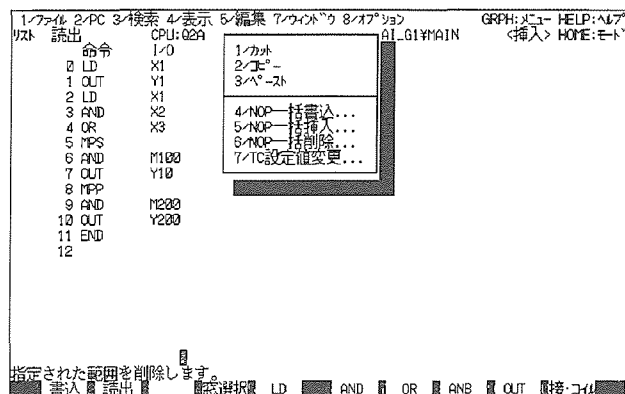 1/ファイル 2/PC 3/検索 4/表示 5/編集 7/ウィンドウ 8/オプション GRPH:メニュー HELP:ヘルプ
リスト 読出 CPU:Q2A AI_G1¥MAIN <挿入> HOME:モード
命令 I/O
0 LD X1
1 OUT Y1
2 LD X1
3 AND X2
4 OR X3
5 MPS
6 AND M100
7 OUT Y10
8 MPP
9 AND M200
10 OUT Y200
11 END
12
1/カット
2/コピー
3/ペースト
4/NOP一括書込...
5/NOP一括挿入...
6/NOP一括削除...
7/TC設定値変更...
指定された範囲を削除します。
書込 読出 窓選択 LD AND OR ANB OUT 接・コイル